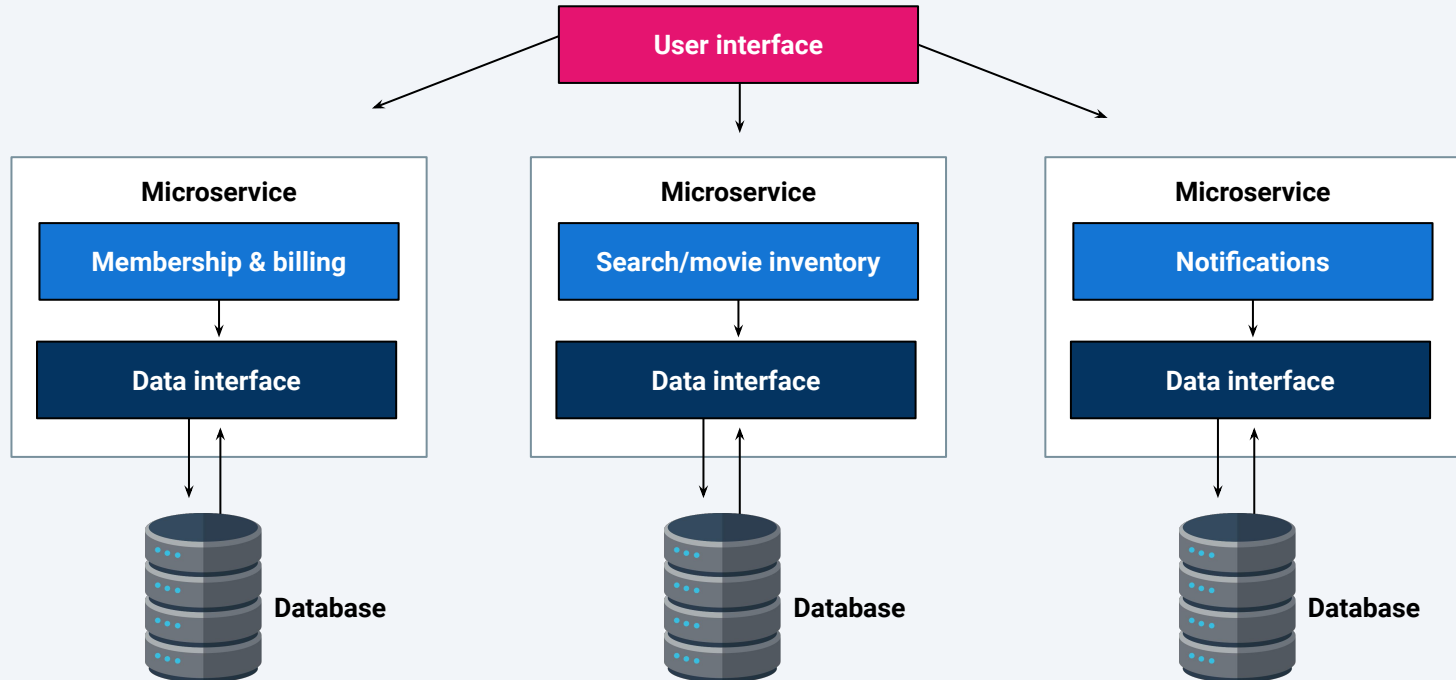 User interface
Microservice
Microservice
Microservice
Membership & billing
Search/movie inventory
Notifications
Data interface
Data interface
Data interface
Database
Database
Database